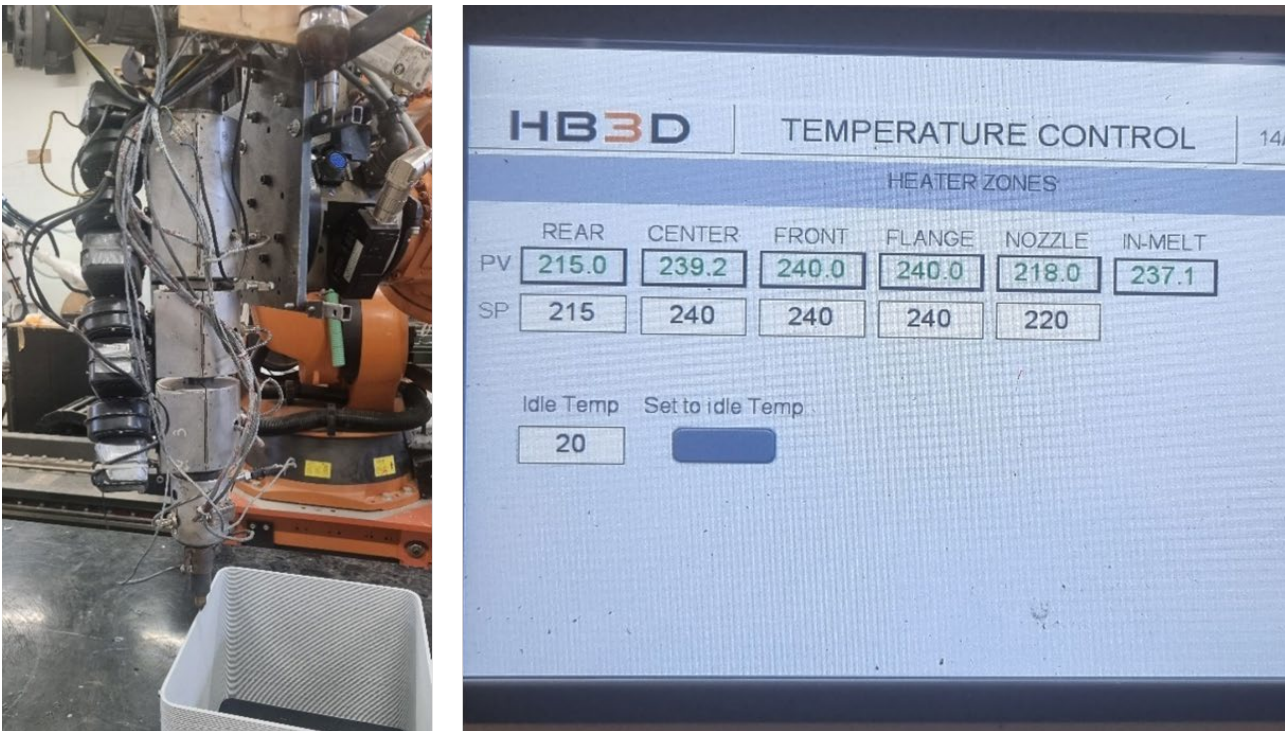 HB3D TEMPERATURE CONTROL
HEATER ZONES
REAR CENTER FRONT FLANGE NOZZLE IN-MELT
PV 215.0 239.2 240.0 240.0 218.0 237.1
SP 215 240 240 240 220
Idle Temp Set to idle Temp
20